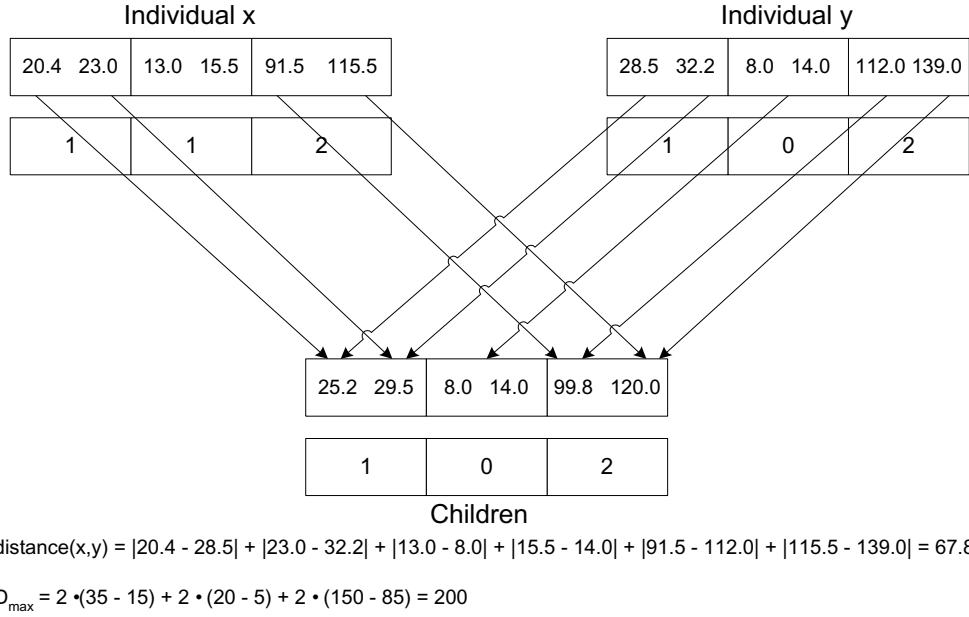 Individual x Individual y
20.4 23.0 13.0 15.5 91.5 115.5 28.5 32.2 8.0 14.0 112.0 139.0
1 1 2 1 0 2
25.2 29.5 8.0 14.0 99.8 120.0
1 0 2
Children
distance(x,y) = |20.4 - 28.5| + |23.0 - 32.2| + |13.0 - 8.0| + |15.5 - 14.0| + |91.5 - 112.0| + |115.5 - 139.0| = 67.8
Dmax = 2 •(35 - 15) + 2 • (20 - 5) + 2 • (150 - 85) = 200